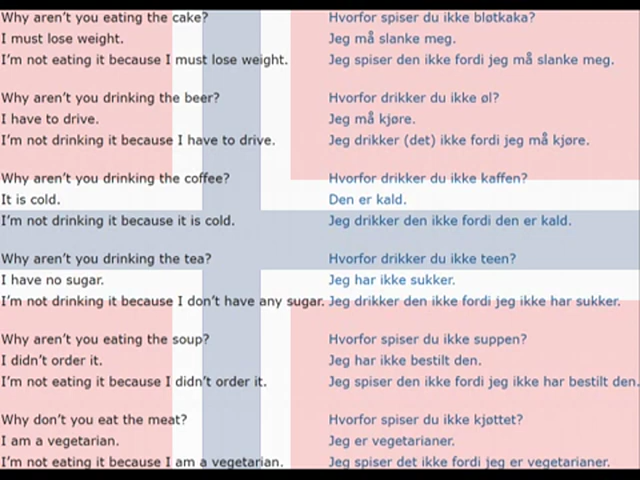 Why aren't you eating the cake? Hvorfor spiser du ikke bløtkaka?
I must lose weight. Jeg må slanke meg.
I'm not eating it because I must lose weight. Jeg spiser den ikke fordi jeg må slanke meg.
Why aren't you drinking the beer? Hvorfor drikker du ikke øl?
I have to drive. Jeg må kjøre.
I'm not drinking it because I have to drive. Jeg drikker (det) ikke fordi jeg må kjøre.
Why aren't you drinking the coffee? Hvorfor drikker du ikke kaffen?
It is cold. Den er kald.
I'm not drinking it because it is cold. Jeg drikker den ikke fordi den er kald.
Why aren't you drinking the tea? Hvorfor drikker du ikke teen?
I have no sugar. Jeg har ikke sukker.
I'm not drinking it because I don't have any sugar. Jeg drikker den ikke fordi jeg ikke har sukker.
Why aren't you eating the soup? Hvorfor spiser du ikke suppen?
I didn't order it. Jeg har ikke bestilt den.
I'm not eating it because I didn't order it. Jeg spiser den ikke fordi jeg ikke har bestilt den.
Why don't you eat the meat? Hvorfor spiser du ikke kjøttet?
I am a vegetarian. Jeg er vegetarianer.
I'm not eating it because I am a vegetarian. Jeg spiser det ikke fordi jeg er vegetarianer.